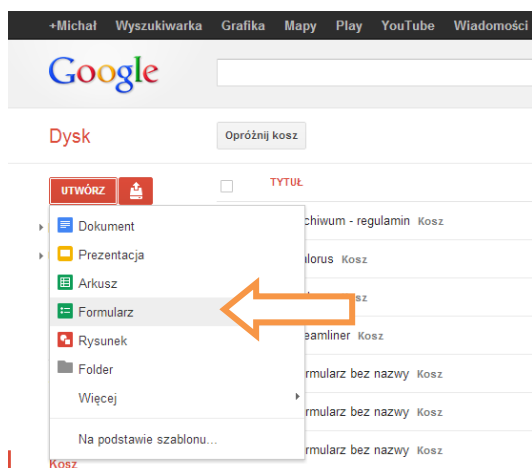 +Michał Wyszukiwarka Grafika Mapy Play YouTube Wiadomości
Google
Dysk
Opróżnij kosz
UTWÓRZ
TYTUŁ
Dokument
chiwum - regulamin Kosz
Prezentacja
lorus Kosz
Arkusz
sz
Formularz
Rysunek
eamliner Kosz
Folder
rmularz bez nazwy Kosz
Więcej
rmularz bez nazwy Kosz
Na podstawie szablonu...
rmularz bez nazwy Kosz
Kosz